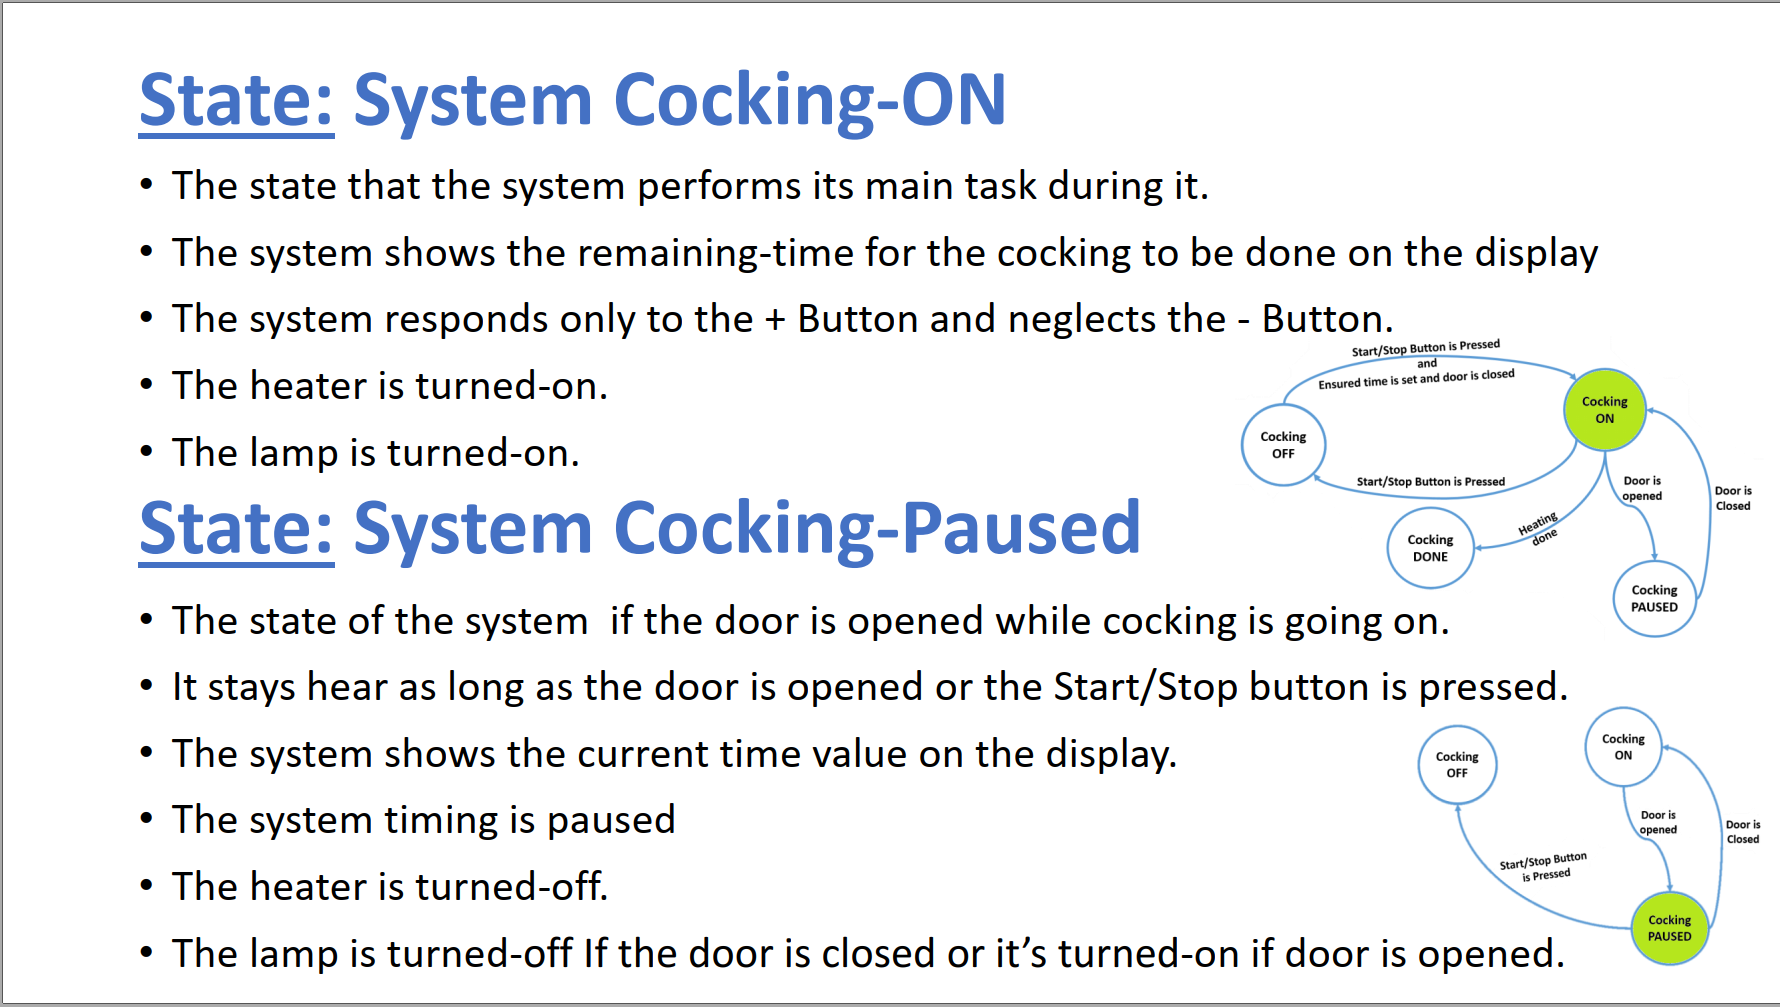 State: System Cocking-ON
• The state that the system performs its main task during it.
• The system shows the remaining-time for the cocking to be done on the display
• The system responds only to the + Button and neglects the - Button.
• The heater is turned-on.
• The lamp is turned-on.
Start/Stop Button is Pressed
and
Ensured time is set and door is closed
Cocking
ON
Cocking
OFF
Start/Stop Button is Pressed
Door is
opened
Door is
Closed
Heating
done
Cocking
DONE
Cocking
PAUSED
State: System Cocking-Paused
• The state of the system  if the door is opened while cocking is going on.
• It stays hear as long as the door is opened or the Start/Stop button is pressed.
• The system shows the current time value on the display.
• The system timing is paused
• The heater is turned-off.
• The lamp is turned-off If the door is closed or it’s turned-on if door is opened.
Cocking
OFF
Cocking
ON
Door is
opened
Door is
Closed
Start/Stop Button
is Pressed
Cocking
PAUSED